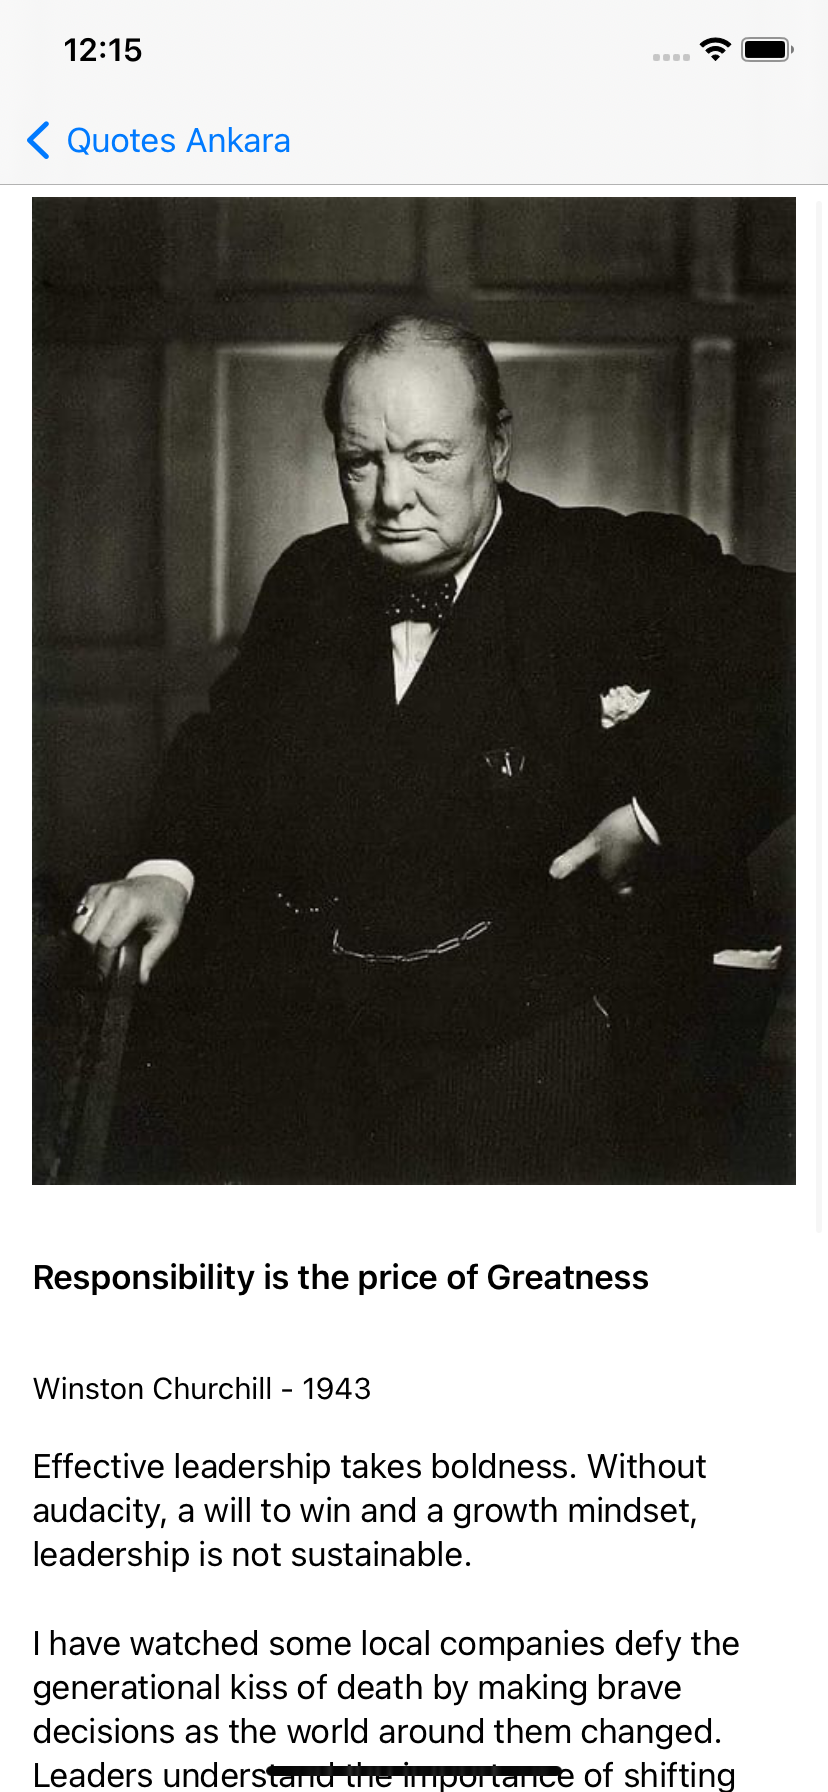 12:15
Quotes Ankara
Responsibility is the price of Greatness
Winston Churchill - 1943
Effective leadership takes boldness. Without
audacity, a will to win and a growth mindset,
leadership is not sustainable.
I have watched some local companies defy the
generational kiss of death by making brave
decisions as the world around them changed.
Leaders understand the importance of shifting